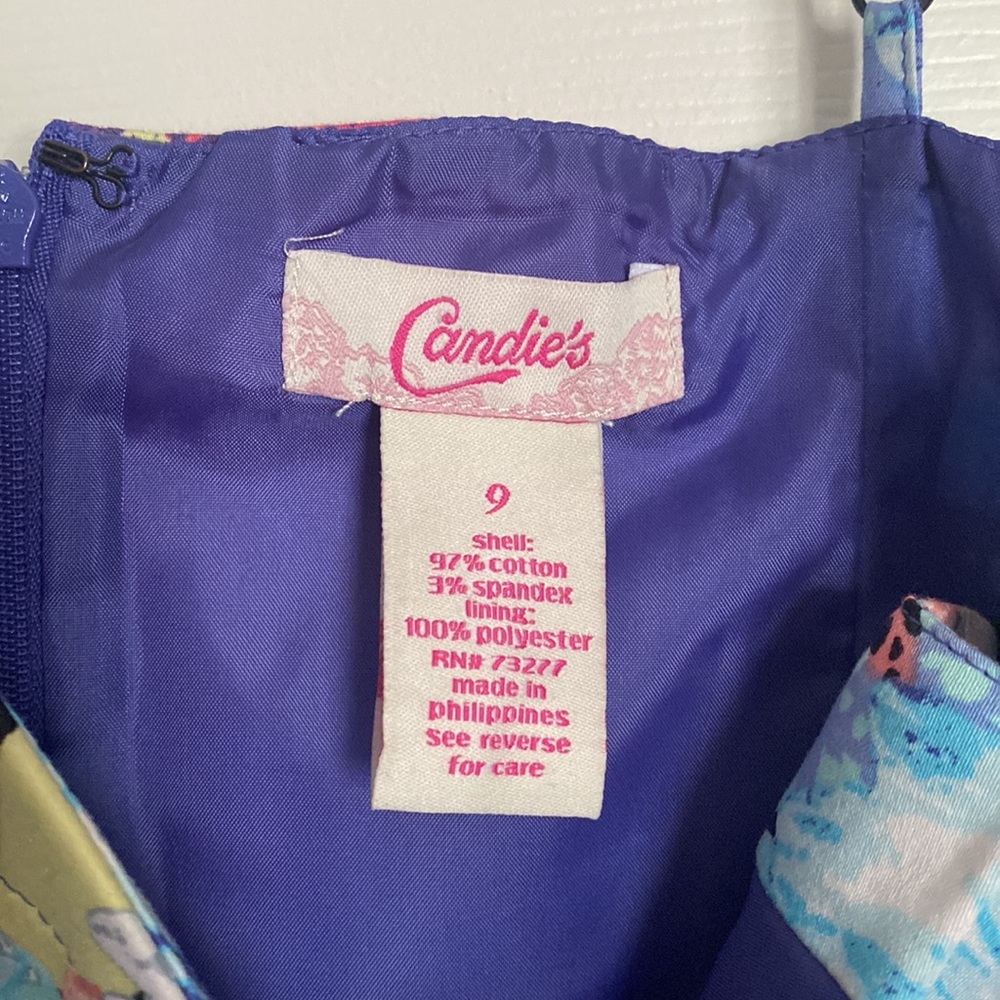 Candie's
9
shell:
97% cotton
3% spandex
lining:
100% polyester
RN# 73277
made in
philippines
See reverse
for care